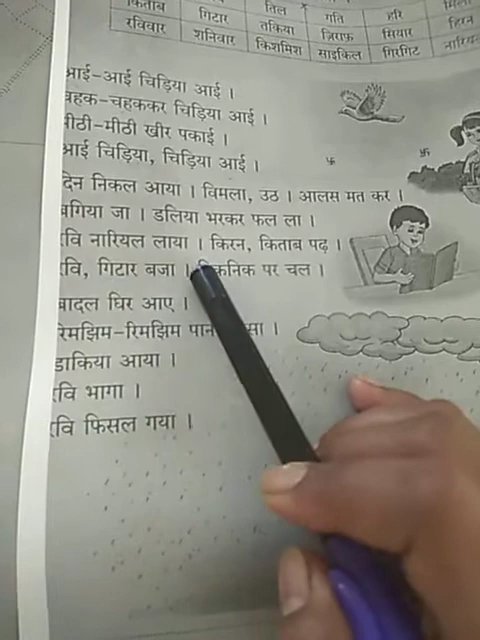 किताब गिटार तिल गति हरि
रविवार शनिवार तकिया जिराफ़ सियार हिरन
किशमिश साइकिल गिरगिट
आई-आई चिड़िया आई ।
चहक-चहककर चिड़िया आई ।
मीठी-मीठी खीर पकाई ।
आई चिड़िया, चिड़िया आई ।
दिन निकल आया । विमला, उठ । आलस मत कर ।
बगिया जा । डलिया भरकर फल ला ।
रवि नारियल लाया । किरन, किताब पढ़ ।
रवि, गिटार बजा । पिकनिक पर चल ।
बादल घिर आए ।
रिमझिम-रिमझिम
डाकिया आया ।
रवि भागा ।
रवि फिसल गया ।